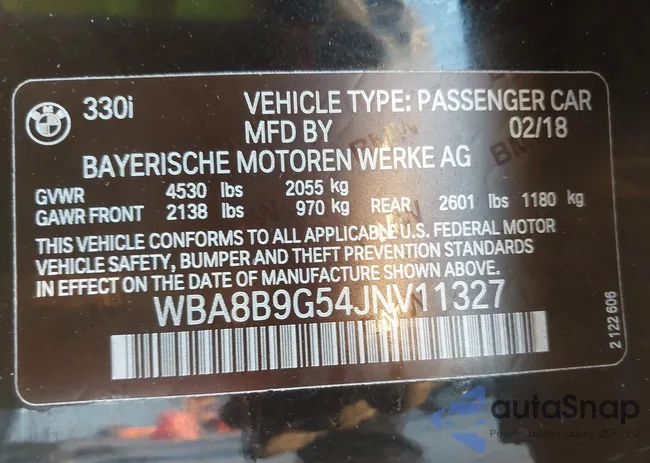 330i VEHICLE TYPE: PASSENGER CAR
MFD BY 02/18
BAYERISCHE MOTOREN WERKE AG
GVWR 4530 lbs 2055 kg
GAWR FRONT 2138 lbs 970 kg REAR 2601 lbs 1180 kg
THIS VEHICLE CONFORMS TO ALL APPLICABLE U.S. FEDERAL MOTOR
VEHICLE SAFETY, BUMPER AND THEFT PREVENTION STANDARDS
IN EFFECT ON THE DATE OF MANUFACTURE SHOWN ABOVE.
WBA8B9G54JNV11327
2 122 606
autaSnap